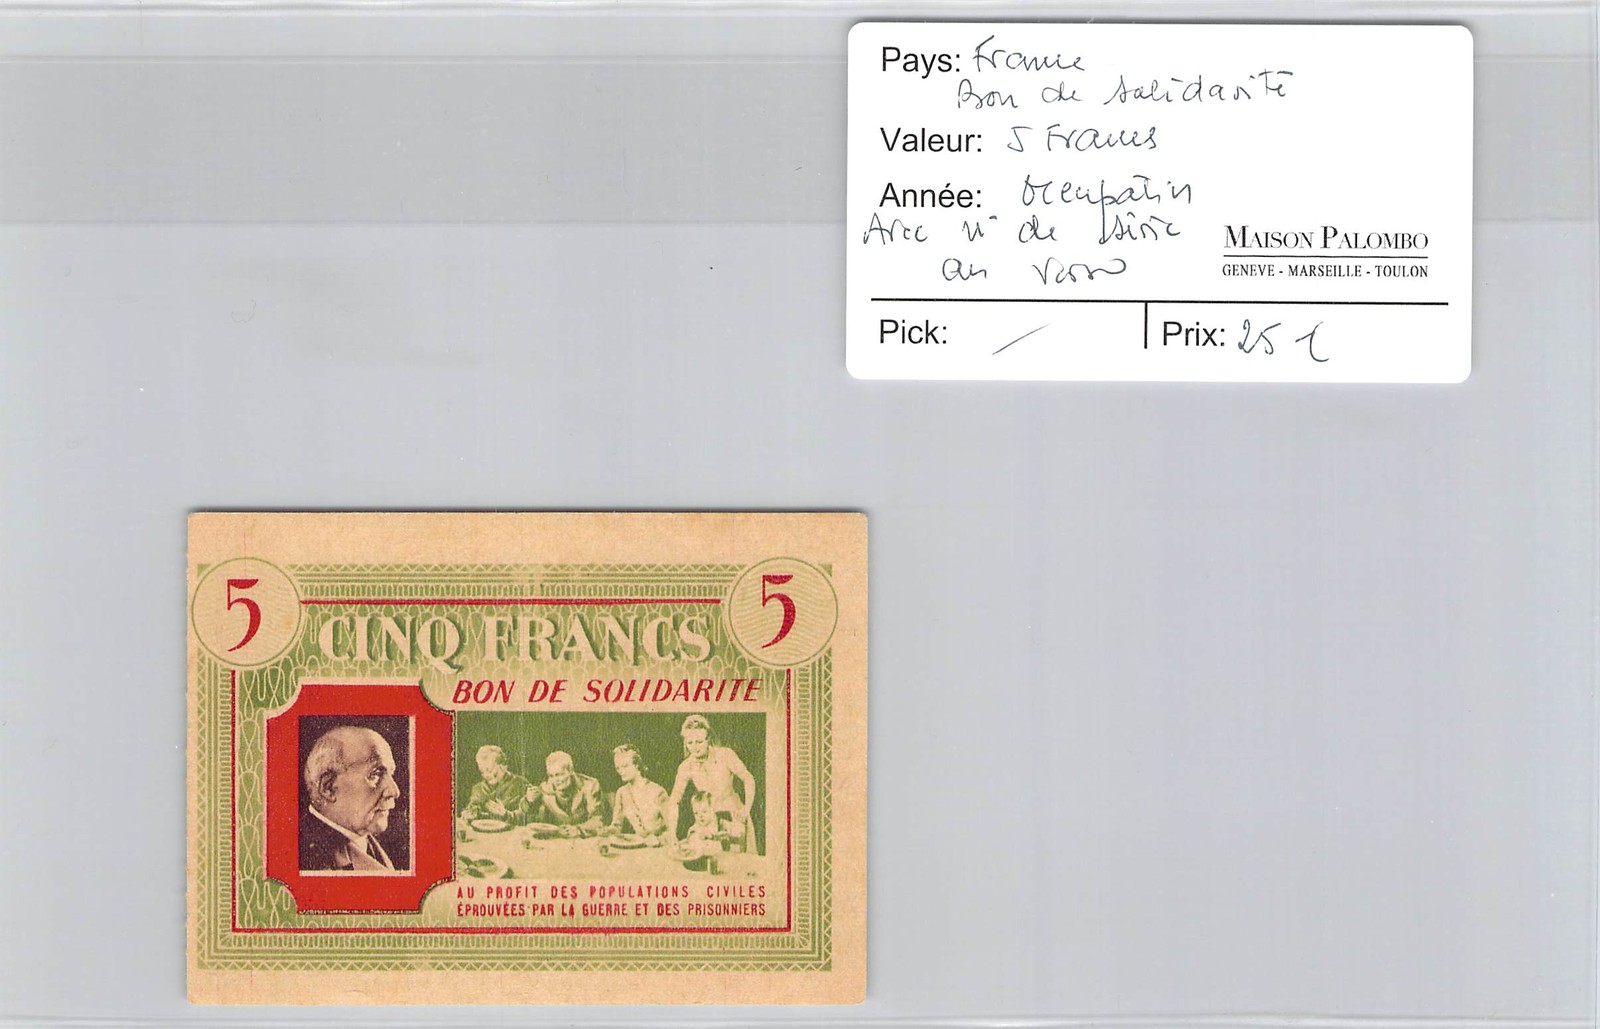 Pays: France
Bon de solidarité
Valeur: 5 Francs
Année: Occupation
Avec n° de série
au verso
MAISON PALOMBO
GENEVE - MARSEILLE - TOULON
Pick: /
Prix: 25 €
5
5
CINQ FRANCS
BON DE SOLIDARITE
AU PROFIT DES POPULATIONS CIVILES
ÉPROUVÉES PAR LA GUERRE ET DES PRISONNIERS